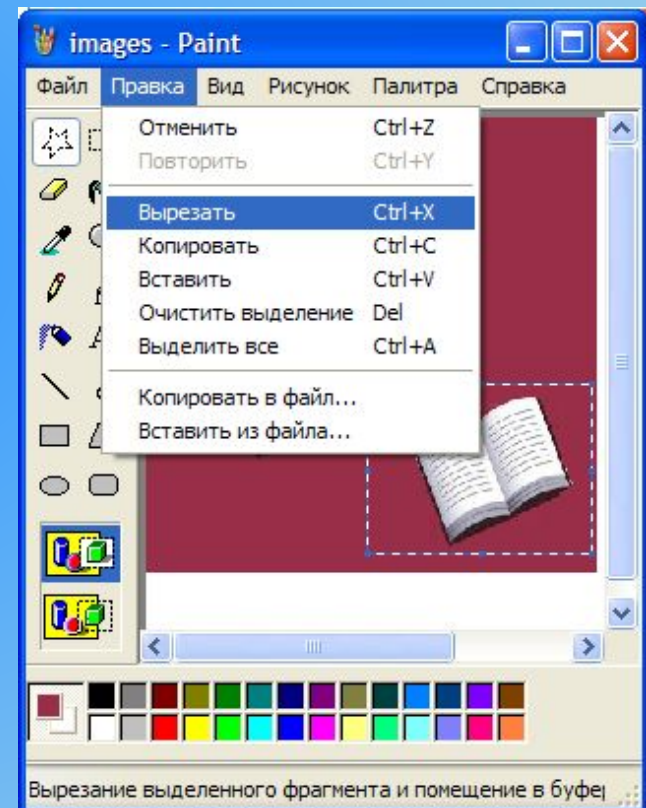 images - Paint
Файл Правка Вид Рисунок Палитра Справка
Отменить Ctrl+Z
Повторить Ctrl+Y
Вырезать Ctrl+X
Копировать Ctrl+C
Вставить Ctrl+V
Очистить выделение Del
Выделить все Ctrl+A
Копировать в файл...
Вставить из файла...
Вырезание выделенного фрагмента и помещение в буфе